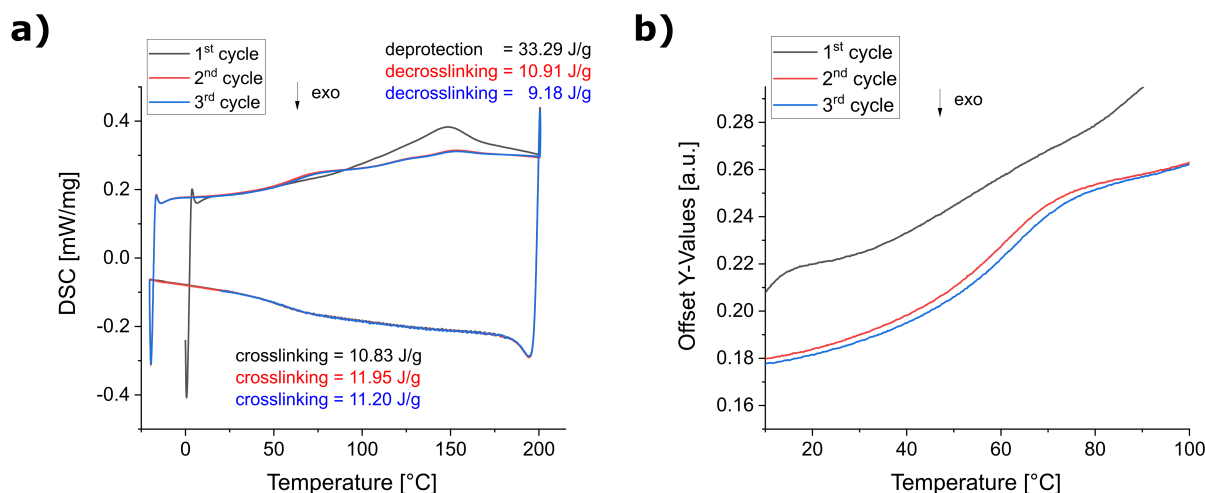 a)
1st cycle
2nd cycle
3rd cycle
exo
deprotection = 33.29 J/g
decrosslinking = 10.91 J/g
decrosslinking = 9.18 J/g
0.4
0.2
0.0
-0.2
-0.4
DSC [mW/mg]
crosslinking = 10.83 J/g
crosslinking = 11.95 J/g
crosslinking = 11.20 J/g
0 50 100 150 200
Temperature [°C]
b)
1st cycle
2nd cycle
3rd cycle
exo
0.28
0.26
0.24
0.22
0.20
0.18
0.16
Offset Y-Values [a.u.]
20 40 60 80 100
Temperature [°C]